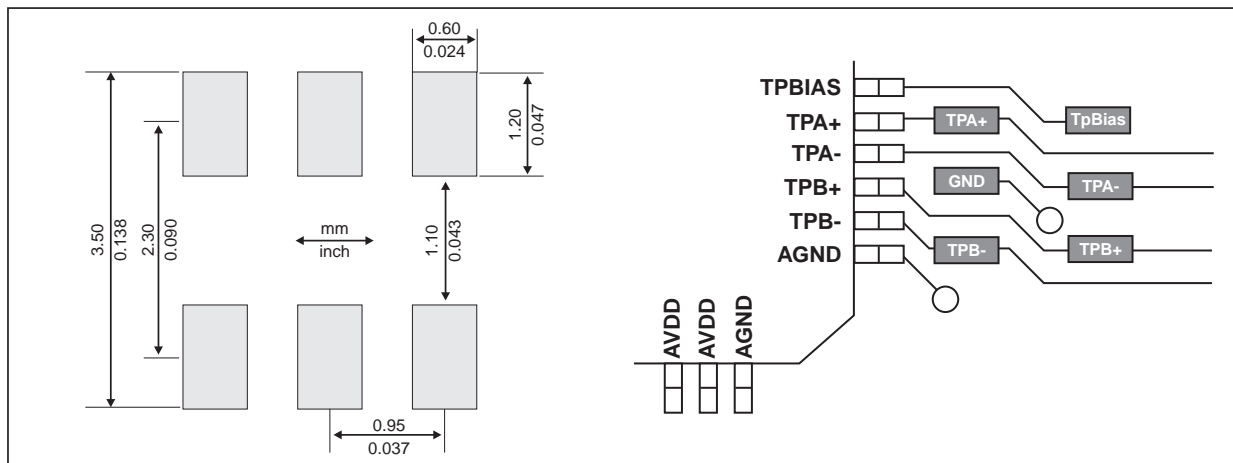 0.60
0.024
1.20
0.047
3.50
0.138
2.30
0.090
mm
inch
1.10
0.043
0.95
0.037
TPBIAS
TPA+
TPA-
TPB+
TPB-
AGND
TPA+
TpBias
GND
TPA-
TPB-
TPB+
AVDD
AVDD
AGND